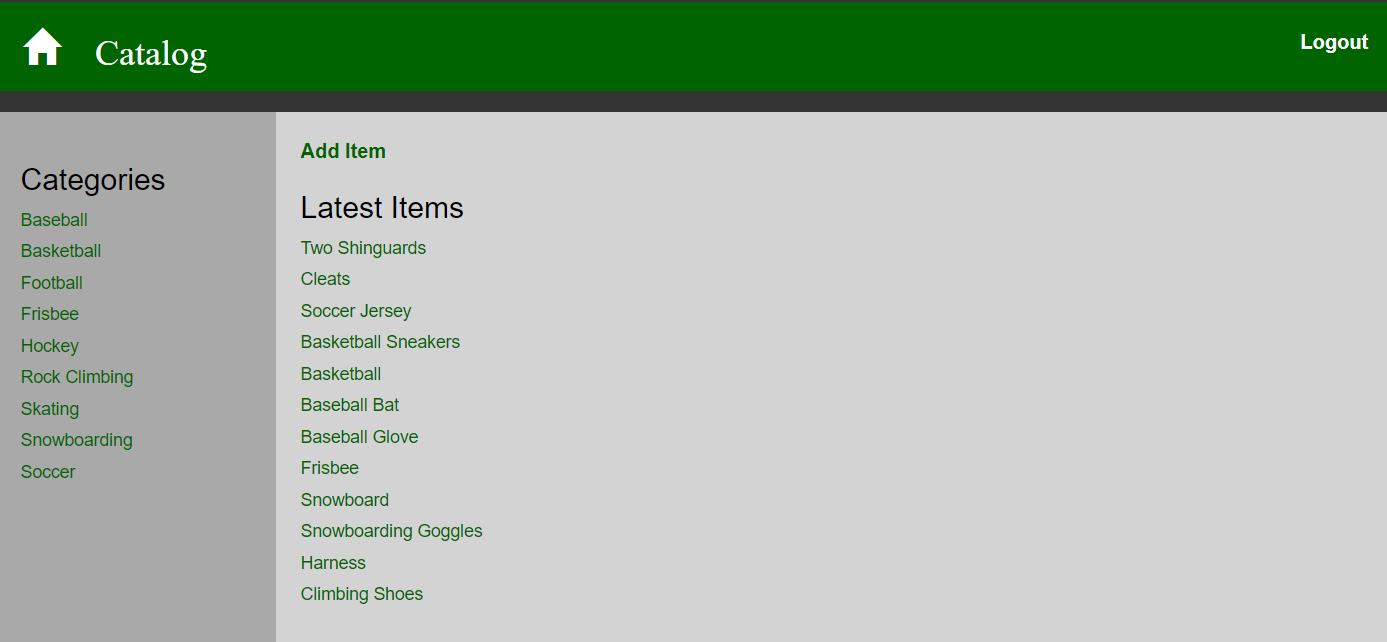 Catalog
Logout
Categories
Baseball
Basketball
Football
Frisbee
Hockey
Rock Climbing
Skating
Snowboarding
Soccer
Add Item
Latest Items
Two Shinguards
Cleats
Soccer Jersey
Basketball Sneakers
Basketball
Baseball Bat
Baseball Glove
Frisbee
Snowboard
Snowboarding Goggles
Harness
Climbing Shoes